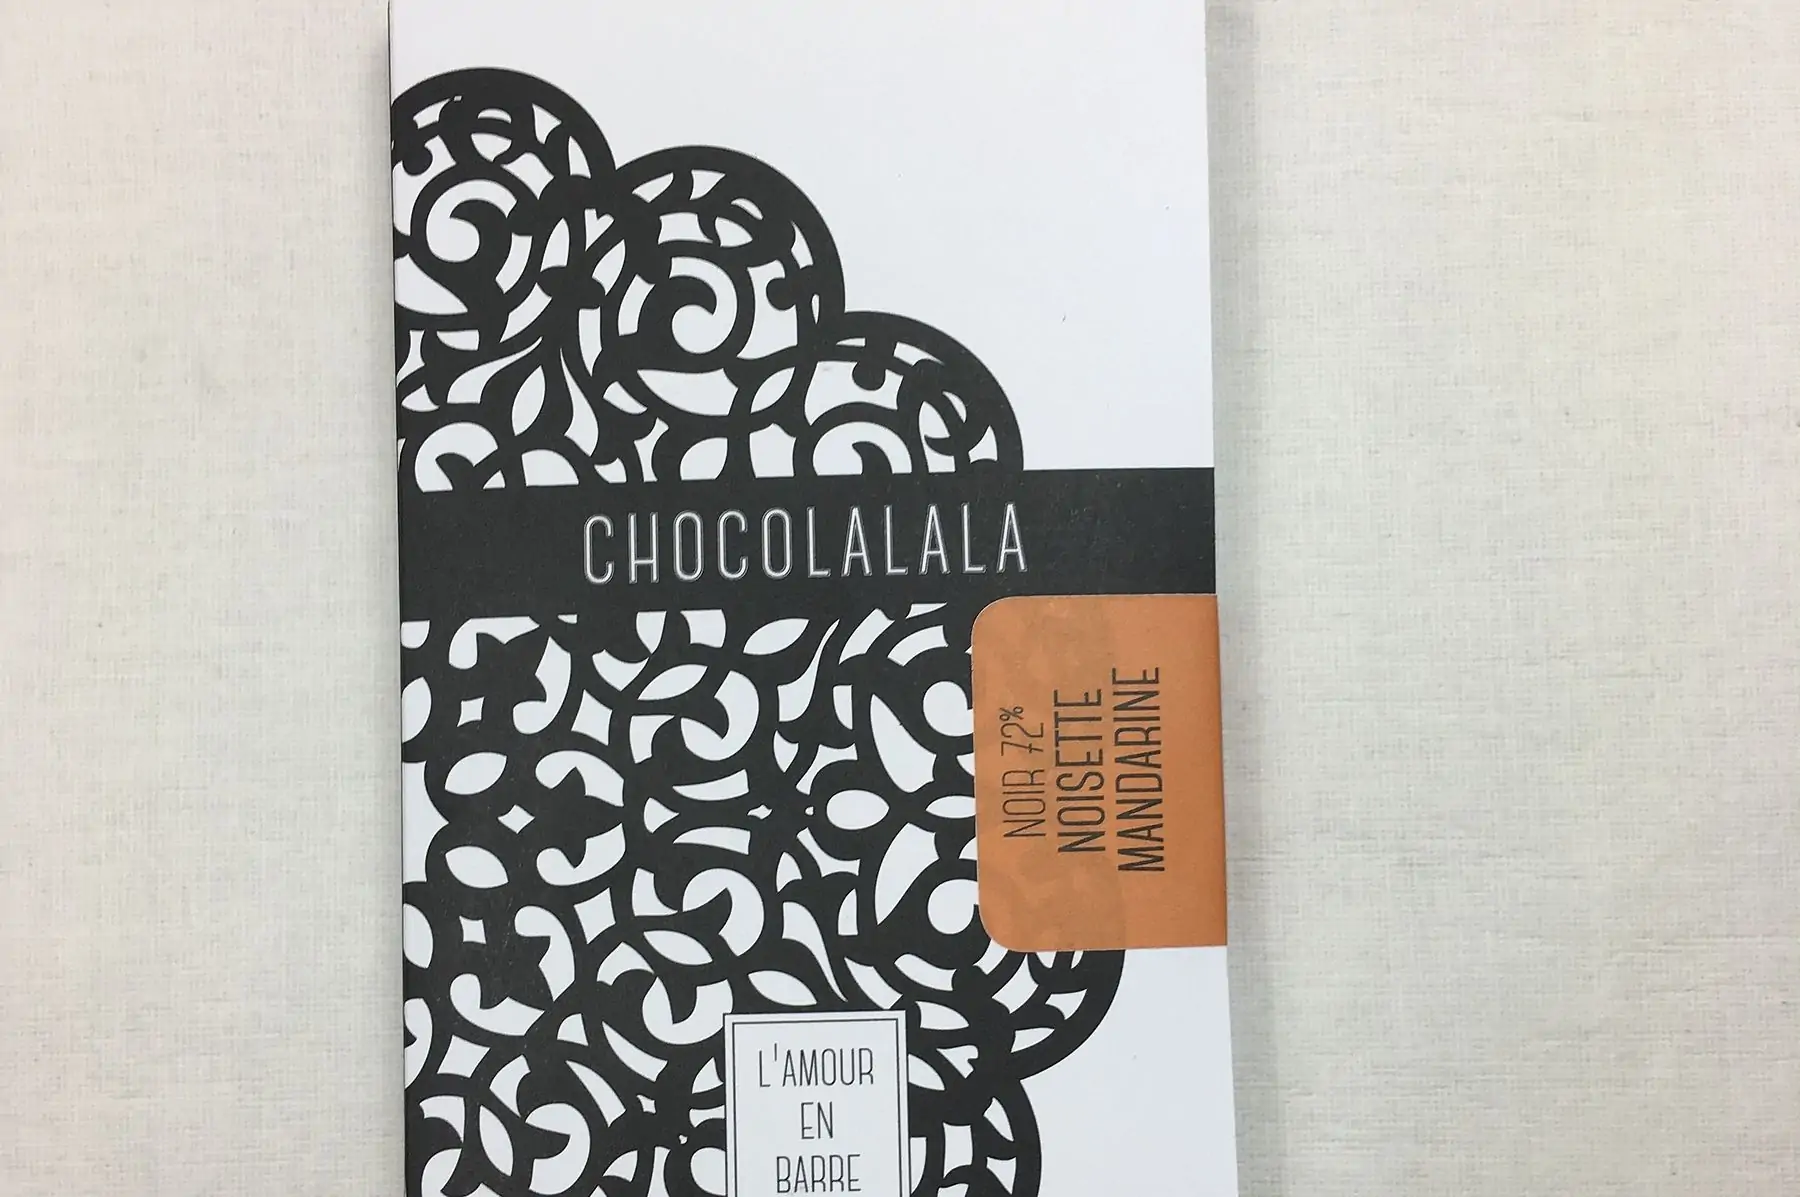 CHOCOLALALA
NOIR 72%
NOISETTE
MANDARINE
L'AMOUR
EN
BARRE